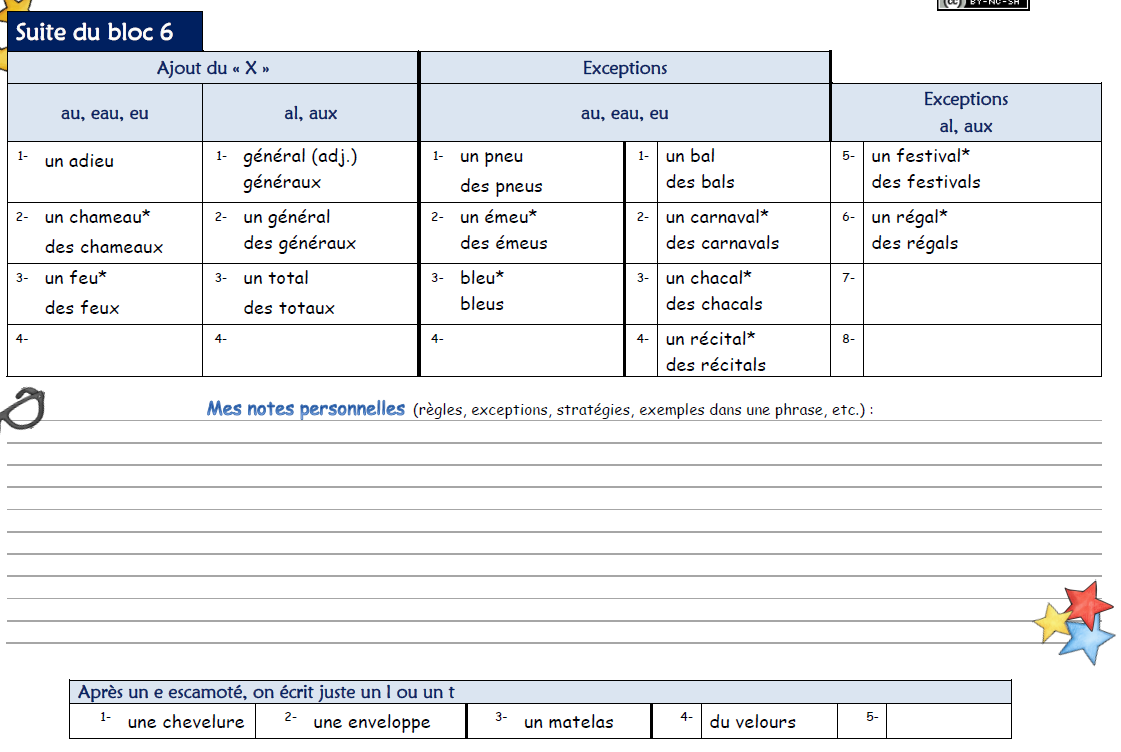 BY-NC-SA
Suite du bloc 6
Ajout du « X »
Exceptions
au, eau, eu
al, aux
au, eau, eu
Exceptions
al, aux
1- un adieu
1- général (adj.)
généraux
1- un pneu
des pneus
1- un bal
des bals
5- un festival*
des festivals
2- un chameau*
des chameaux
2- un général
des généraux
2- un émeu*
des émeus
2- un carnaval*
des carnavals
6- un régal*
des régals
3- un feu*
des feux
3- un total
des totaux
3- bleu*
bleus
3- un chacal*
des chacals
7-
4-
4-
4-
4- un récital*
des récitals
8-
Mes notes personnelles (règles, exceptions, stratégies, exemples dans une phrase, etc.) :
Après un e escamoté, on écrit juste un l ou un t
1- une chevelure 2- une enveloppe 3- un matelas 4- du velours 5-